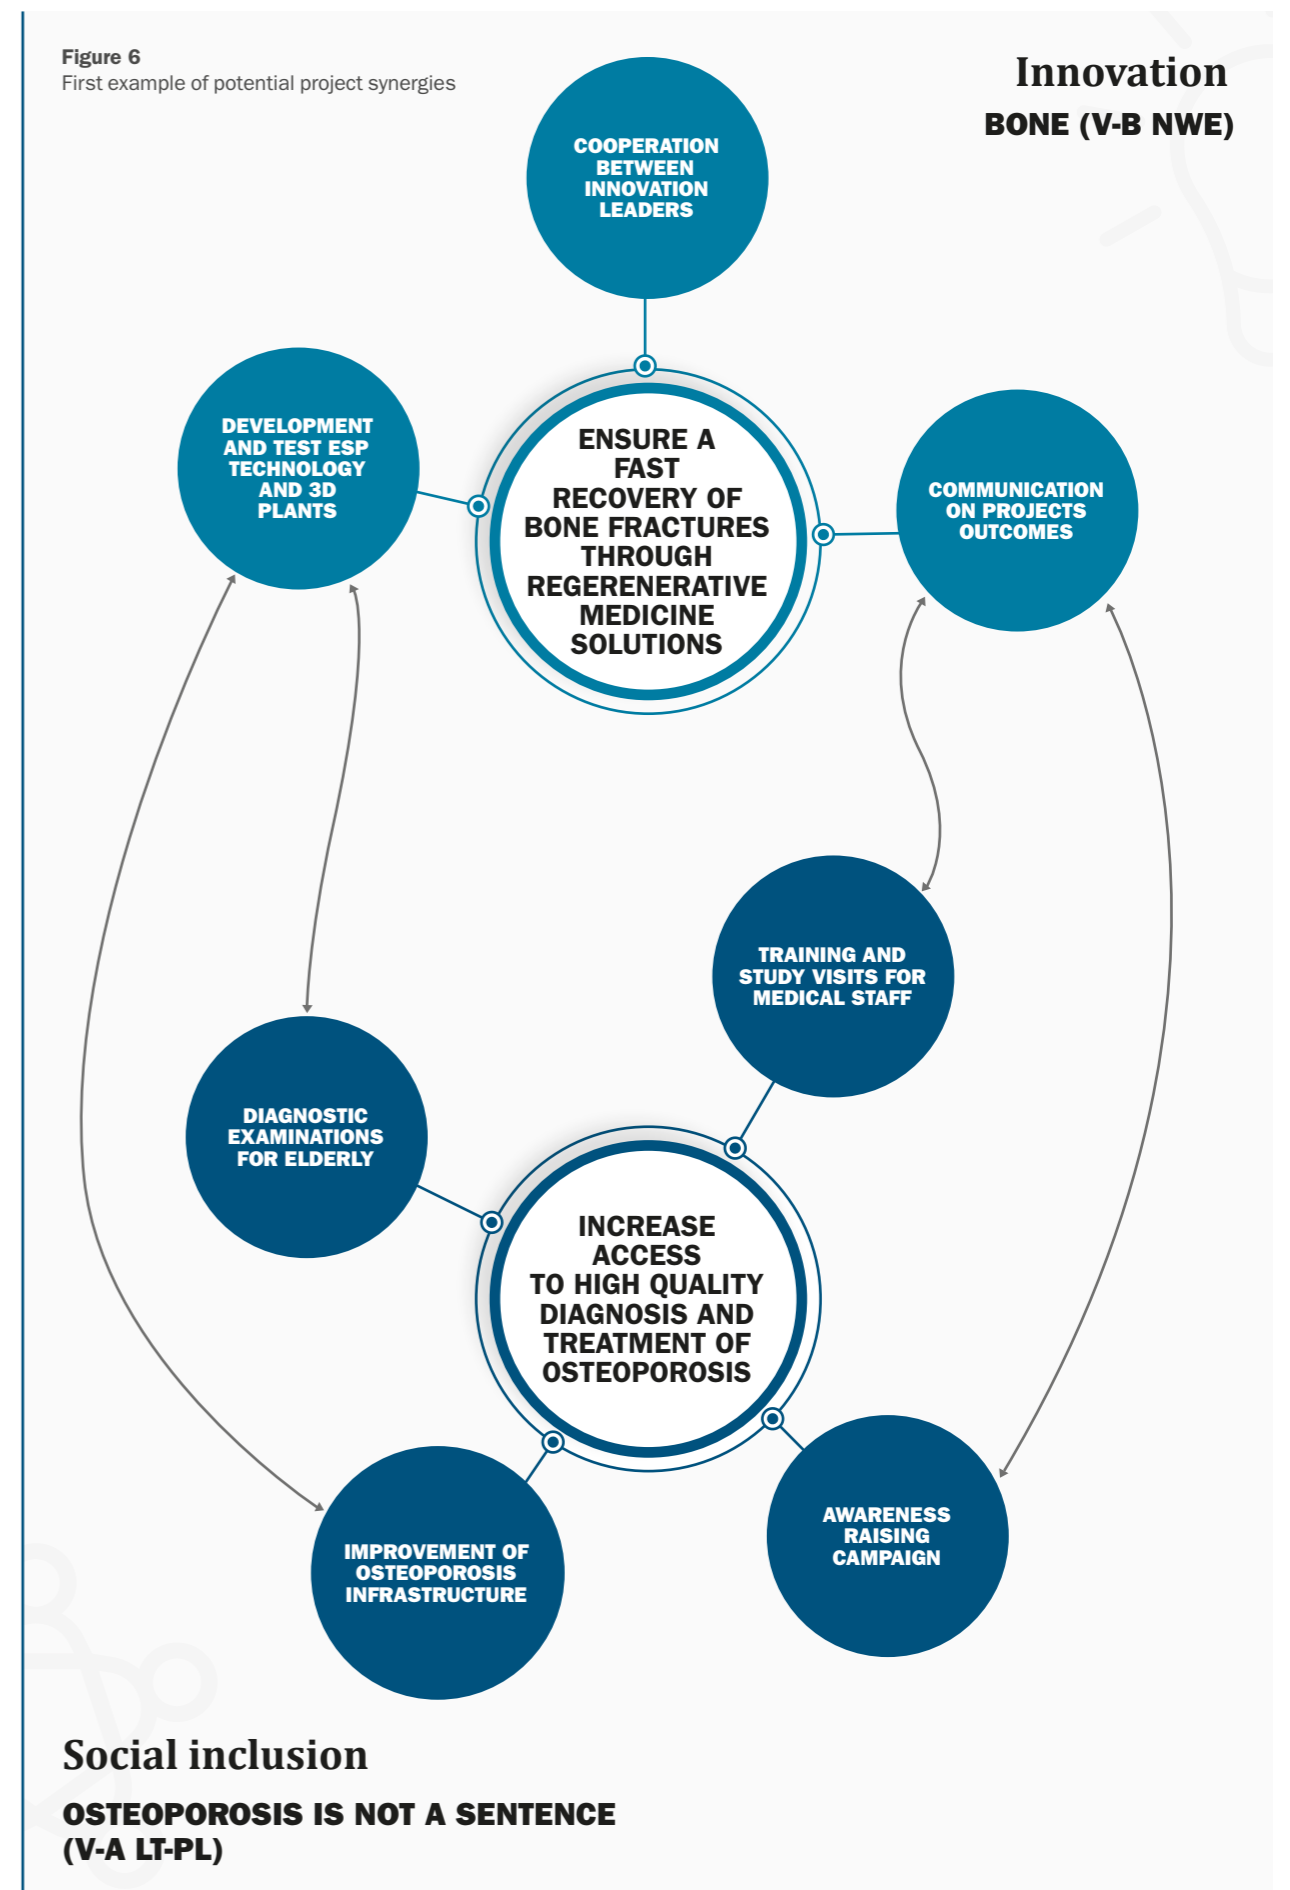 Figure 6
First example of potential project synergies
Innovation
BONE (V-B NWE)
COOPERATION
BETWEEN
INNOVATION
LEADERS
DEVELOPMENT
AND TEST ESP
TECHNOLOGY
AND 3D
PLANTS
ENSURE A
FAST
RECOVERY OF
BONE FRACTURES
THROUGH
REGERENERATIVE
MEDICINE
SOLUTIONS
COMMUNICATION
ON PROJECTS
OUTCOMES
TRAINING AND
STUDY VISITS FOR
MEDICAL STAFF
DIAGNOSTIC
EXAMINATIONS
FOR ELDERLY
INCREASE
ACCESS
TO HIGH QUALITY
DIAGNOSIS AND
TREATMENT OF
OSTEOPOROSIS
IMPROVEMENT OF
OSTEOPOROSIS
INFRASTRUCTURE
AWARENESS
RAISING
CAMPAIGN
Social inclusion
OSTEOPOROSIS IS NOT A SENTENCE
(V-A LT-PL)